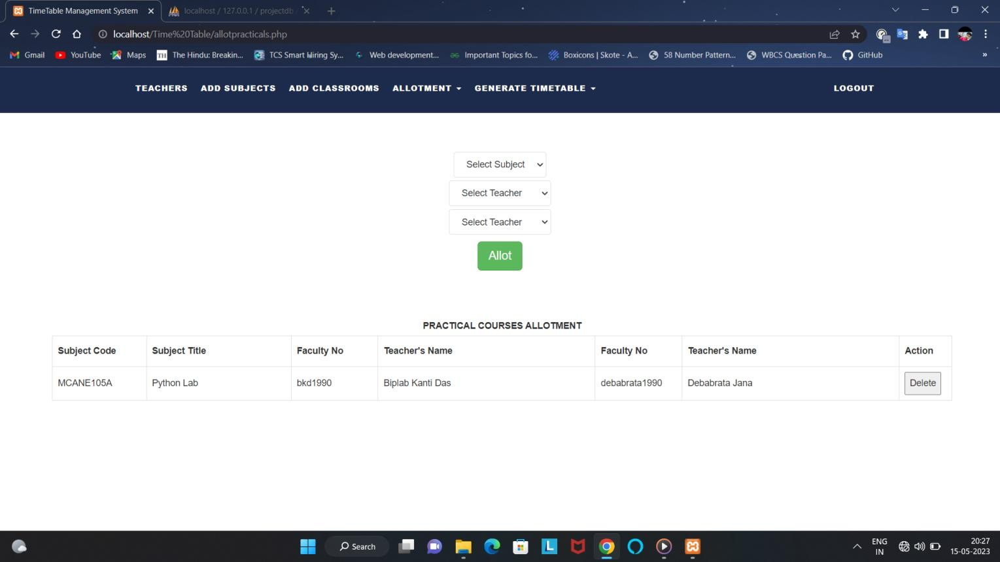 TimeTable Management System
localhost / 127.0.0.1 / projectdb
localhost/Time%20Table/allotpracticals.php
Gmail YouTube Maps TH The Hindu: Breakin... TCS Smart Hiring Sy... Web development... Important Topics fo... Boxicons | Skote - A... 58 Number Pattern... WBCS Question Pa... GitHub »
TEACHERS ADD SUBJECTS ADD CLASSROOMS ALLOTMENT GENERATE TIMETABLE LOGOUT
Select Subject
Select Teacher
Select Teacher
Allot
PRACTICAL COURSES ALLOTMENT
Subject Code Subject Title Faculty No Teacher's Name Faculty No Teacher's Name Action
MCANE105A Python Lab bkd1990 Biplab Kanti Das debabrata1990 Debabrata Jana Delete
Search
ENG
IN
20:27
15-05-2023